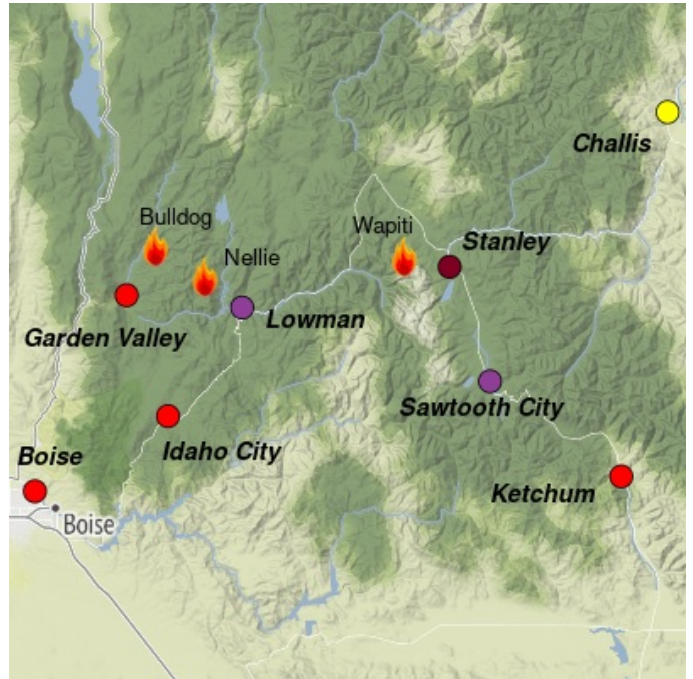 Challis
Bulldog
Wapiti
Stanley
Nellie
Lowman
Garden Valley
Sawtooth City
Idaho City
Boise
Ketchum
Boise